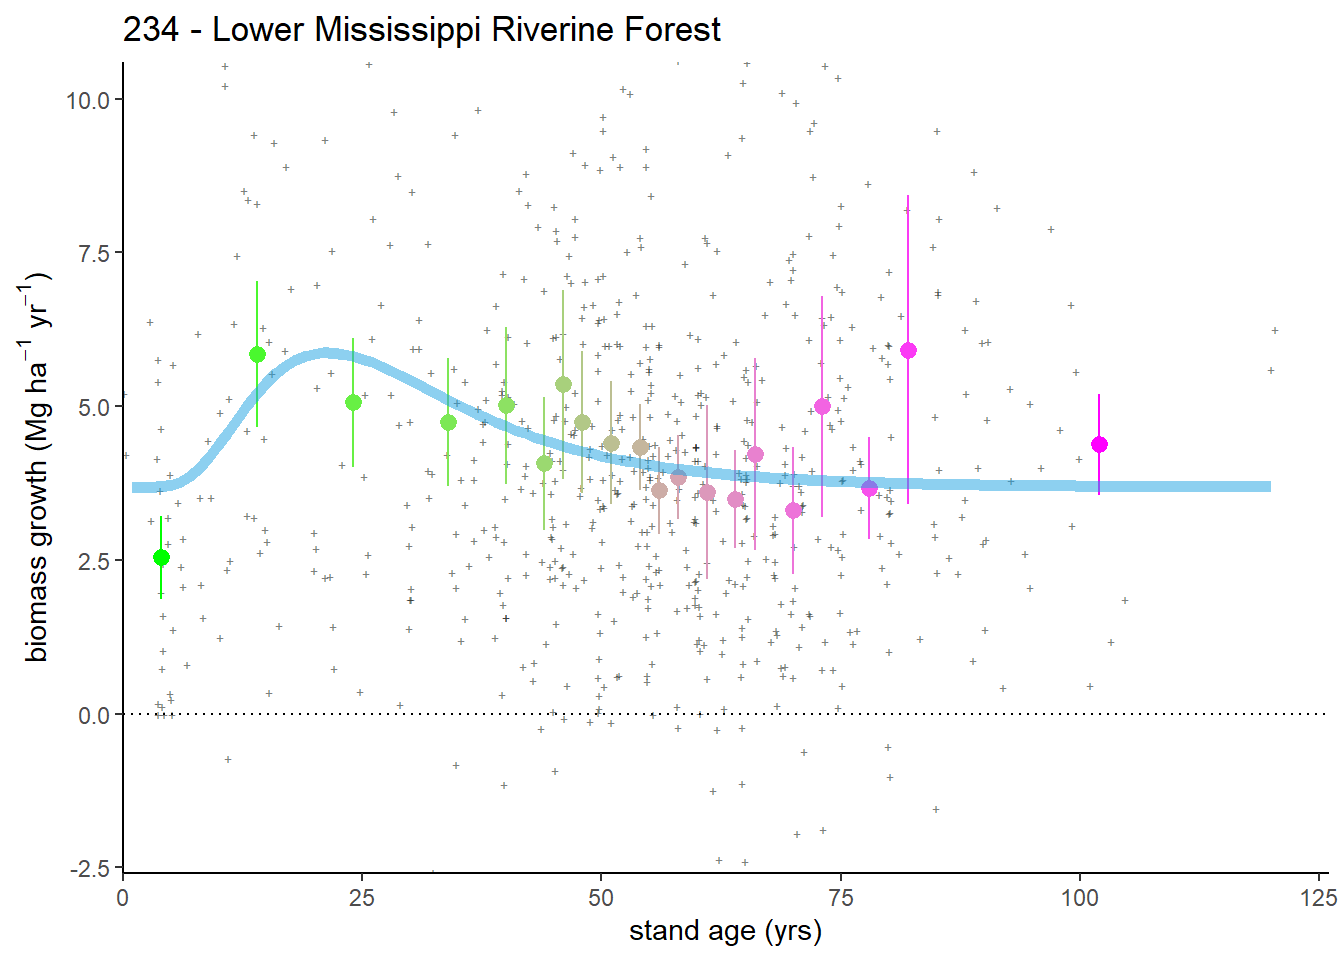 234 - Lower Mississippi Riverine Forest
biomass growth (Mg ha⁻¹ yr⁻¹)
10.0
7.5
5.0
2.5
0.0
-2.5
0 25 50 75 100 125
stand age (yrs)